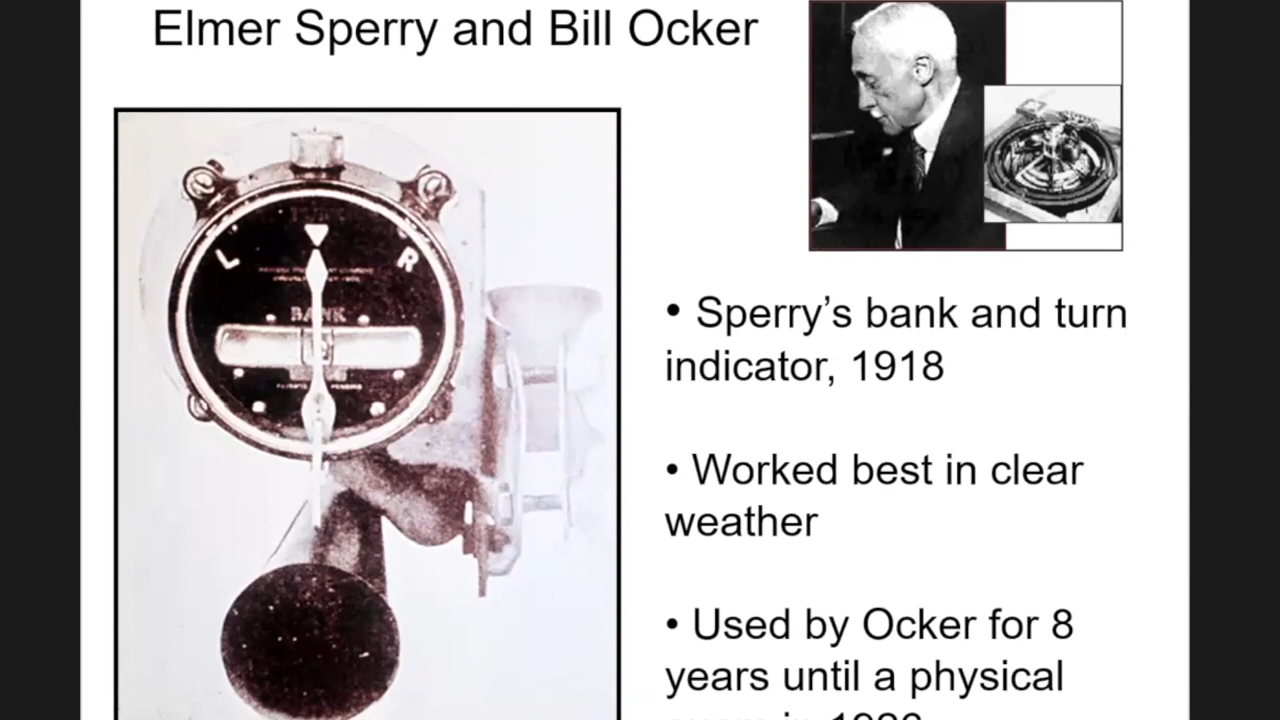 Elmer Sperry and Bill Ocker
L
R
BANK
• Sperry’s bank and turn
indicator, 1918
• Worked best in clear
weather
• Used by Ocker for 8
years until a physical